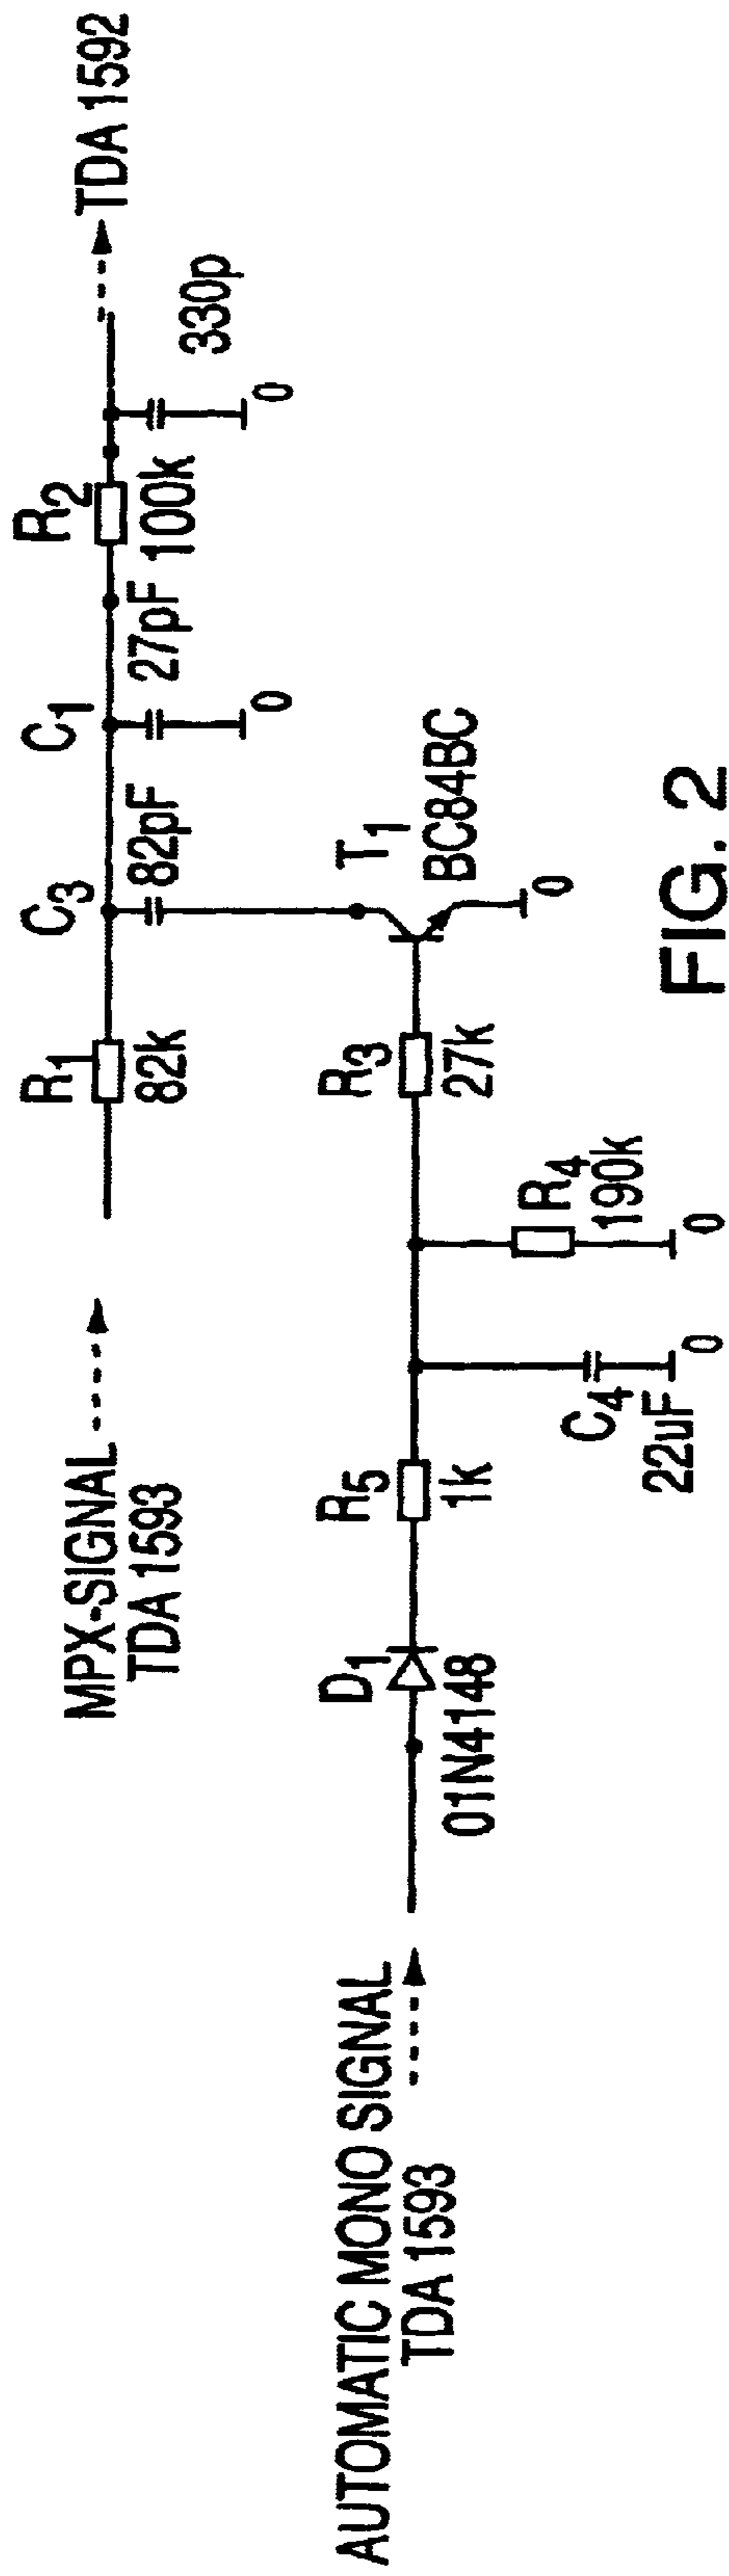 TDA 1592
330p
0
R2
100k
C1
27pF
0
C3
82pF
T1
BC84BC
0
R1
82k
R3
27k
R4
190k
0
C4
22uF
0
R5
1k
MPX-SIGNAL
TDA 1593
D1
01N4148
AUTOMATIC MONO SIGNAL
TDA 1593
FIG. 2